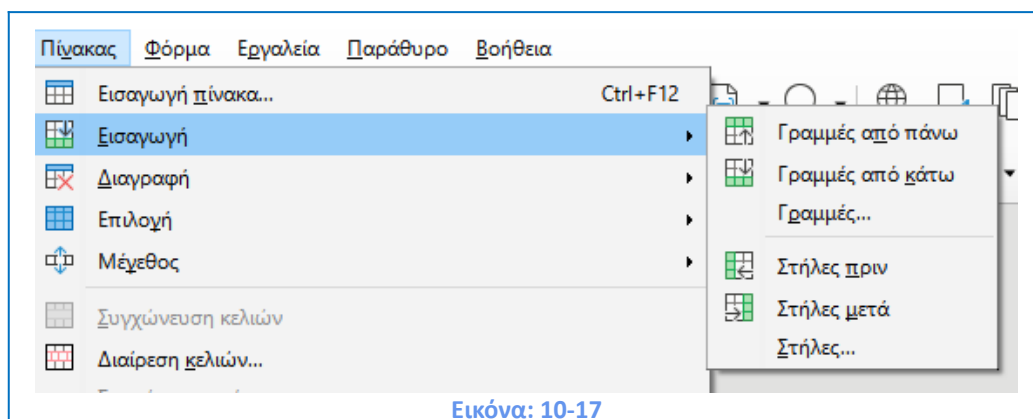 Πίνακας Φόρμα Εργαλεία Παράθυρο Βοήθεια
Εισαγωγή πίνακα... Ctrl+F12
Εισαγωγή
Διαγραφή
Επιλογή
Μέγεθος
Συγχώνευση κελιών
Διαίρεση κελιών...
Γραμμές από πάνω
Γραμμές από κάτω
Γραμμές...
Στήλες πριν
Στήλες μετά
Στήλες...
Εικόνα: 10-17